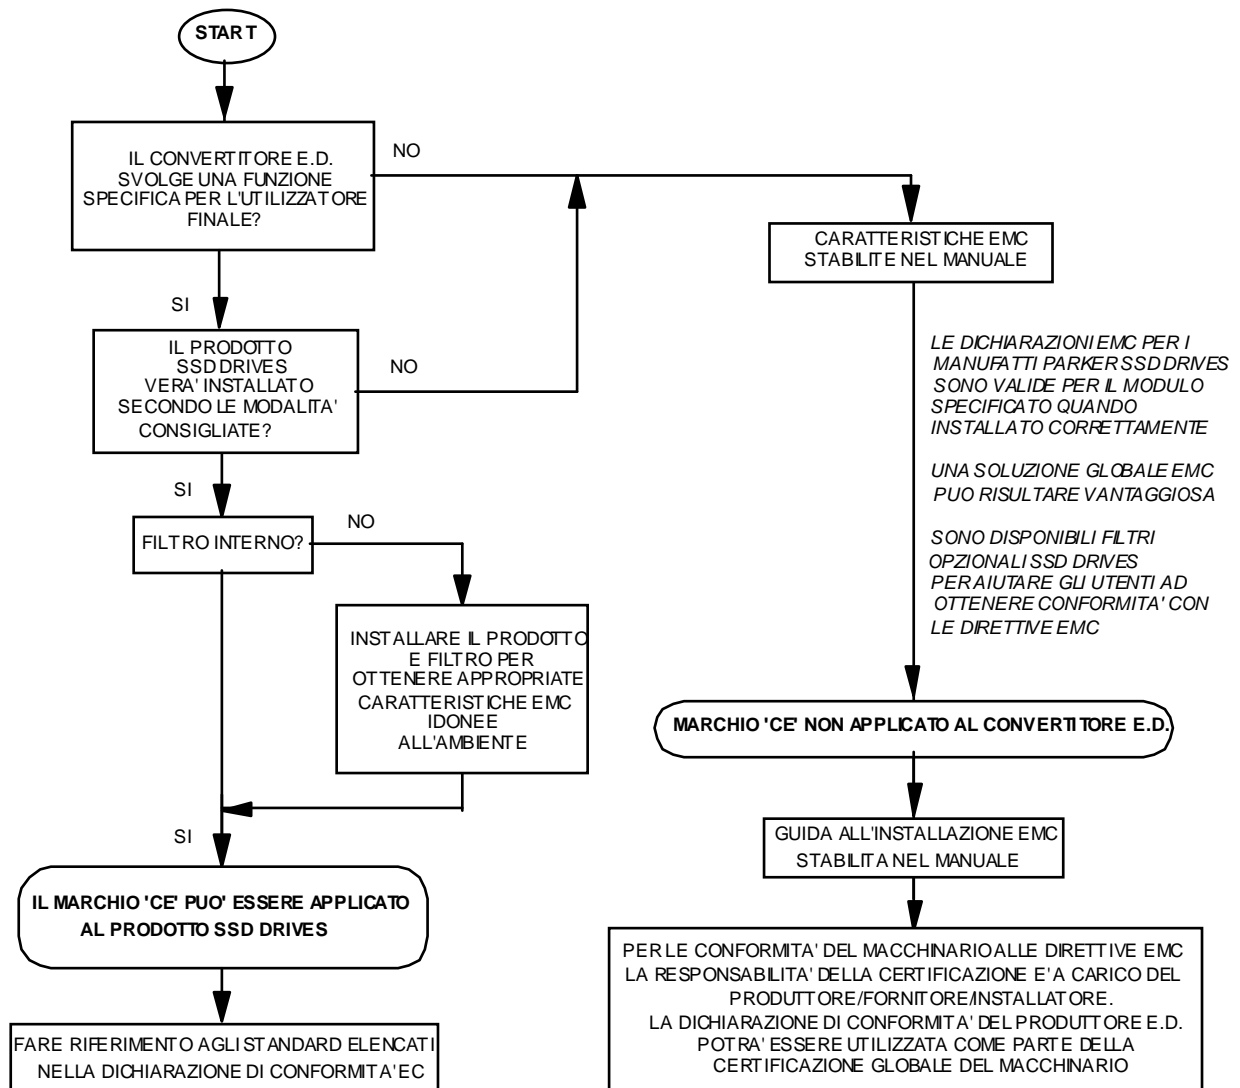 START
IL CONVERTITORE E.D.
SVOLGE UNA FUNZIONE
SPECIFICA PER L'UTILIZZATORE
FINALE?
NO
SI
IL PRODOTTO
SSD DRIVES
VERA' INSTALLATO
SECONDO LE MODALITA'
CONSIGLIATE?
NO
SI
FILTRO INTERNO?
NO
INSTALLARE IL PRODOTTO
E FILTRO PER
OTTENERE APPROPRIATE
CARATTERISTICHE EMC
IDONEE
ALL'AMBIENTE
SI
IL MARCHIO 'CE' PUO' ESSERE APPLICATO
AL PRODOTTO SSD DRIVES
FARE RIFERIMENTO AGLI STANDARD ELENCATI
NELLA DICHIARAZIONE DI CONFORMITA' EC
CARATTERISTICHE EMC
STABILITE NEL MANUALE
LE DICHIARAZIONI EMC PER I
MANUFATTI PARKER SSD DRIVES
SONO VALIDE PER IL MODULO
SPECIFICATO QUANDO
INSTALLATO CORRETTAMENTE
UNA SOLUZIONE GLOBALE EMC
PUO RISULTARE VANTAGGIOSA
SONO DISPONIBILI FILTRI
OPZIONALI SSD DRIVES
PER AIUTARE GLI UTENTI AD
OTTENERE CONFORMITA' CON
LE DIRETTIVE EMC
MARCHIO 'CE' NON APPLICATO AL CONVERTITORE E.D.
GUIDA ALL'INSTALLAZIONE EMC
STABILITA NEL MANUALE
PER LE CONFORMITA' DEL MACCHINARIO ALLE DIRETTIVE EMC
LA RESPONSABILITA' DELLA CERTIFICAZIONE E' A CARICO DEL
PRODUTTORE/FORNITORE/INSTALLATORE.
LA DICHIARAZIONE DI CONFORMITA' DEL PRODUTTORE E.D.
POTRA' ESSERE UTILIZZATA COME PARTE DELLA
CERTIFICAZIONE GLOBALE DEL MACCHINARIO